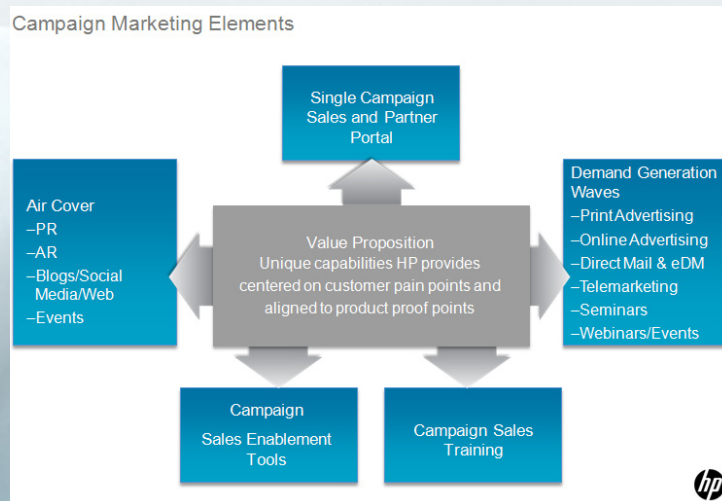 Campaign Marketing Elements
Single Campaign
Sales and Partner
Portal
Air Cover
–PR
–AR
–Blogs/Social
Media/Web
–Events
Value Proposition
Unique capabilities HP provides
centered on customer pain points and
aligned to product proof points
Demand Generation
Waves
–Print Advertising
–Online Advertising
–Direct Mail & eDM
–Telemarketing
–Seminars
–Webinars/Events
Campaign
Sales Enablement
Tools
Campaign Sales
Training
hp